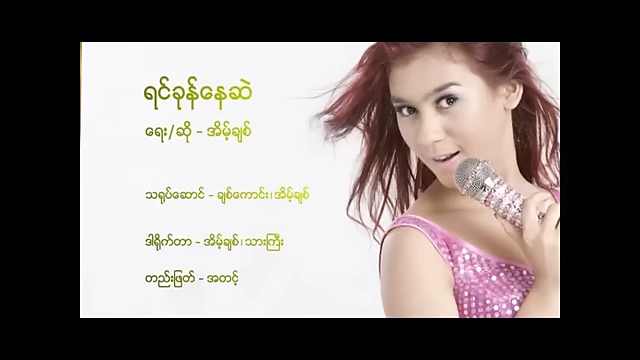 ရင်ခုန်နေဆဲ
ရေး/ဆို - အိမ့်ချစ်
သရုပ်ဆောင် - ချစ်ကောင်း၊ အိမ့်ချစ်
ဒါရိုက်တာ - အိမ့်ချစ်၊ သားကြီး
တည်းဖြတ် - အကင့်